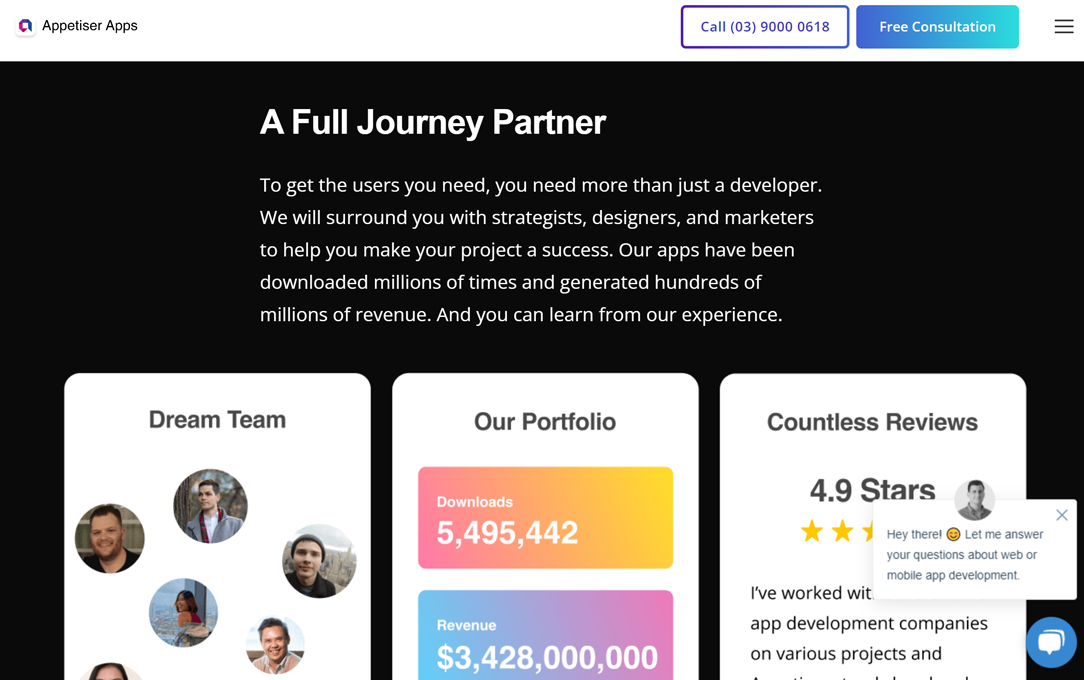 Appetiser Apps
Call (03) 9000 0618
Free Consultation
A Full Journey Partner
To get the users you need, you need more than just a developer.
We will surround you with strategists, designers, and marketers
to help you make your project a success. Our apps have been
downloaded millions of times and generated hundreds of
millions of revenue. And you can learn from our experience.
Dream Team
Our Portfolio
Downloads
5,495,442
Revenue
$3,428,000,000
Countless Reviews
4.9 Stars
I've worked
app development companies
on various projects and
Hey there! 😊 Let me answer
your questions about web or
mobile app development.